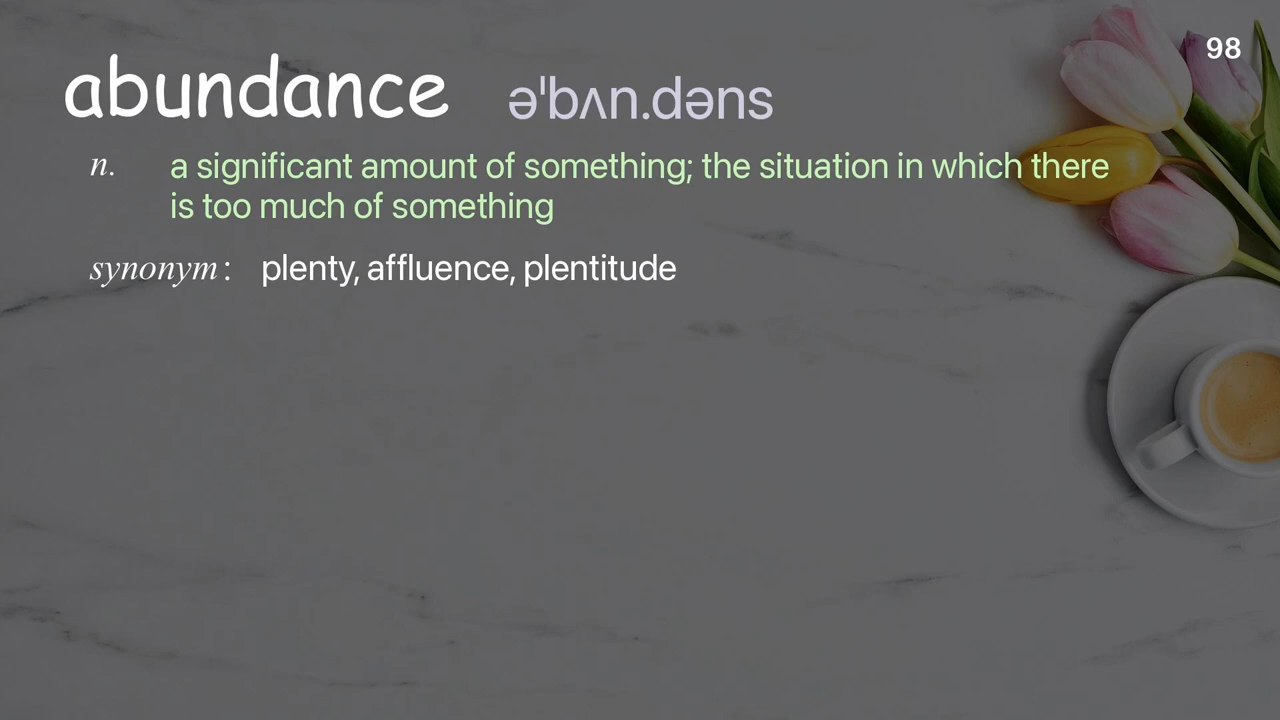 98
abundance əˈbʌn.dəns
n. a significant amount of something; the situation in which there
is too much of something
synonym: plenty, affluence, plentitude